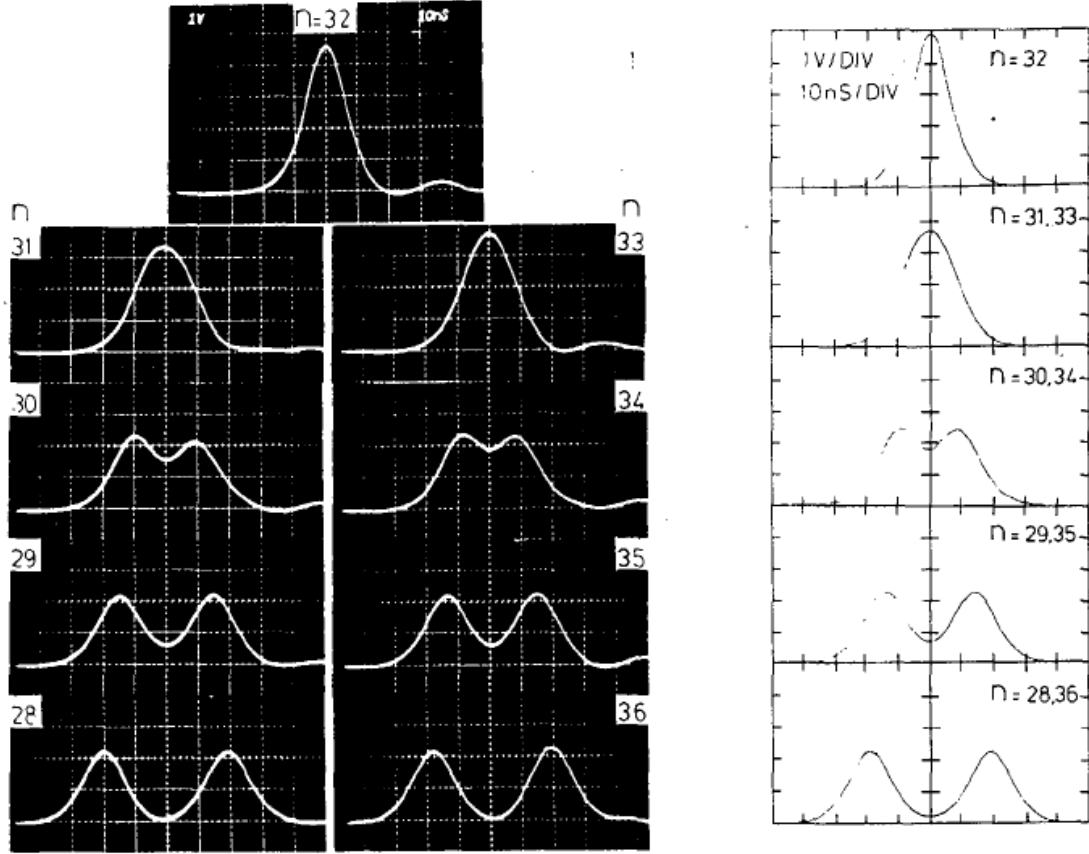 1V n=32 10nS
n n
31 33
30 34
29 35
28 36
1V/DIV n=32
10nS/DIV
n=31,33
n=30,34
n=29,35
n=28,36